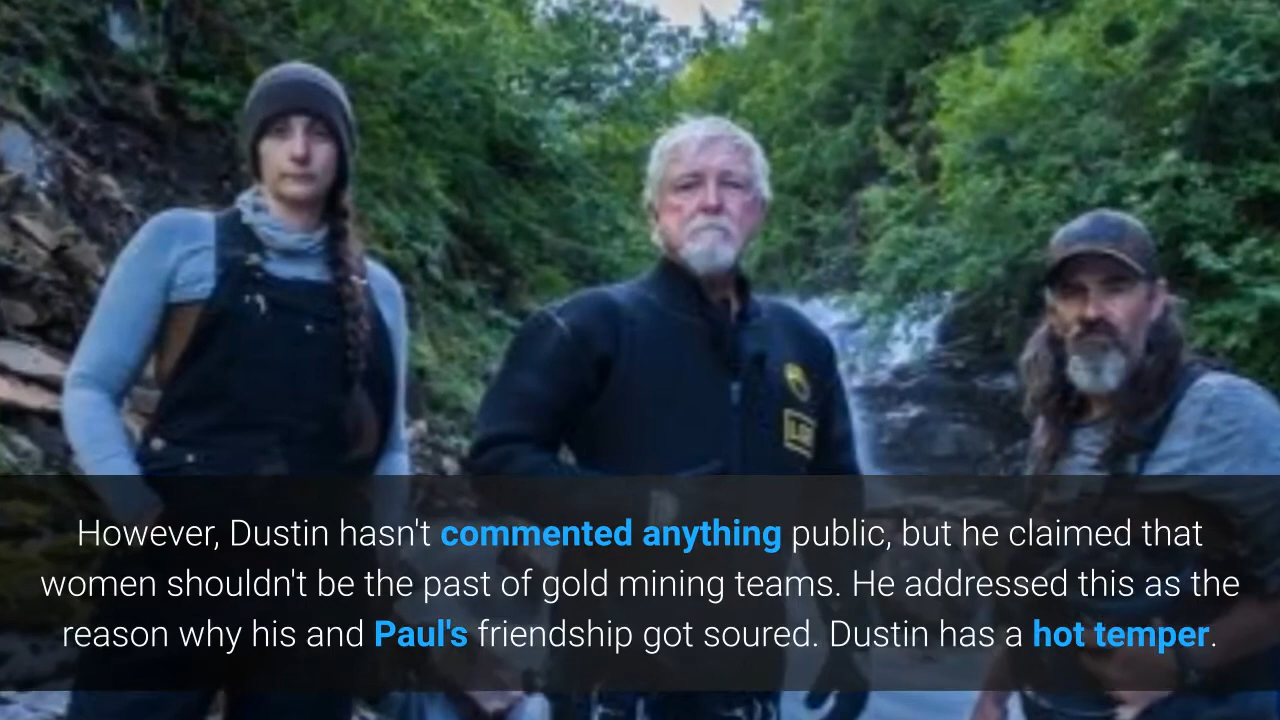 However, Dustin hasn't commented anything public, but he claimed that
women shouldn't be the past of gold mining teams. He addressed this as the
reason why his and Paul's friendship got soured. Dustin has a hot temper.